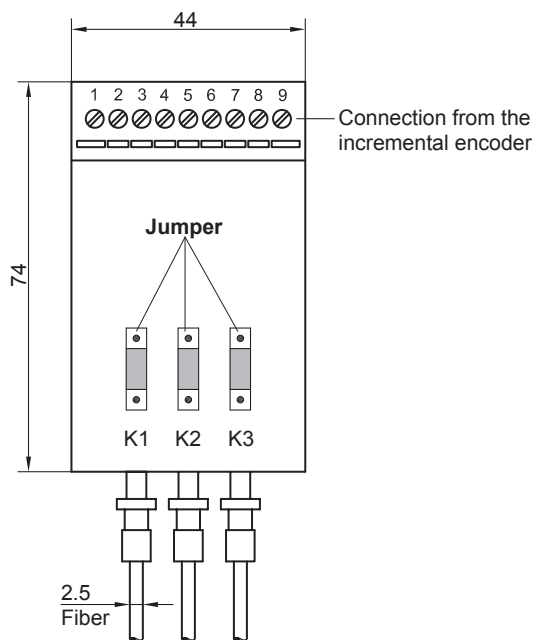 44
1 2 3 4 5 6 7 8 9
Connection from the
incremental encoder
Jumper
74
K1 K2 K3
2.5
Fiber